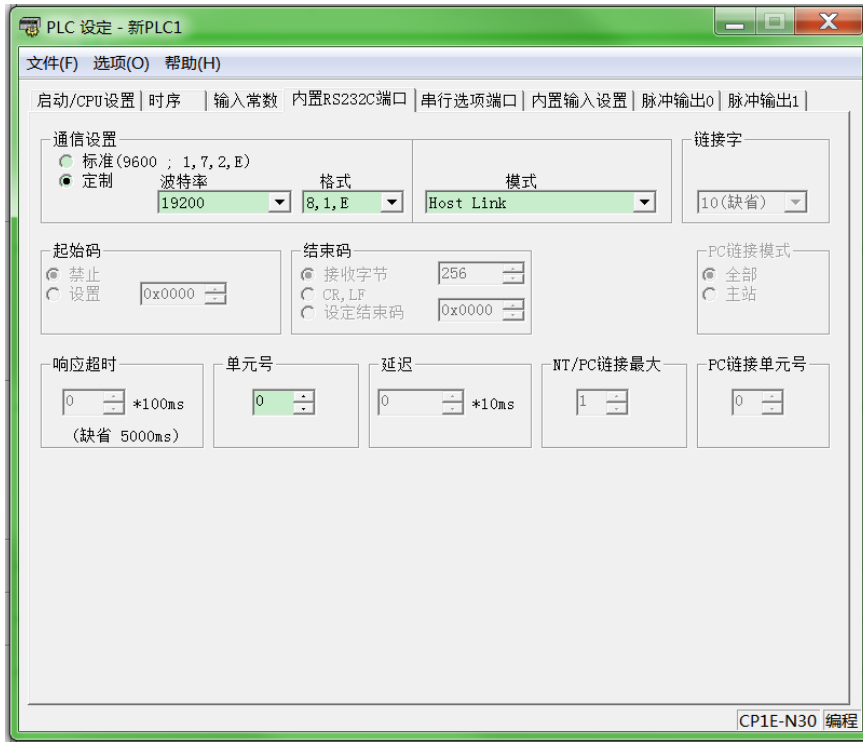 PLC 设定 - 新PLC1
文件(F) 选项(O) 帮助(H)
启动/CPU设置 时序 输入常数 内置RS232C端口 串行选项端口 内置输入设置 脉冲输出0 脉冲输出1
通信设置 链接字
标准(9600 ; 1,7,2,E)
定制 波特率 格式 模式
19200 8,1,E Host Link 10(缺省)
起始码 结束码 PC链接模式
禁止 接收字节 256 全部
设置 0x0000 CR,LF 主站
设定结束码 0x0000
响应超时 单元号 延迟 NT/PC链接最大 PC链接单元号
0 *100ms 0 0 *10ms 1 0
(缺省 5000ms)
CP1E-N30 编程